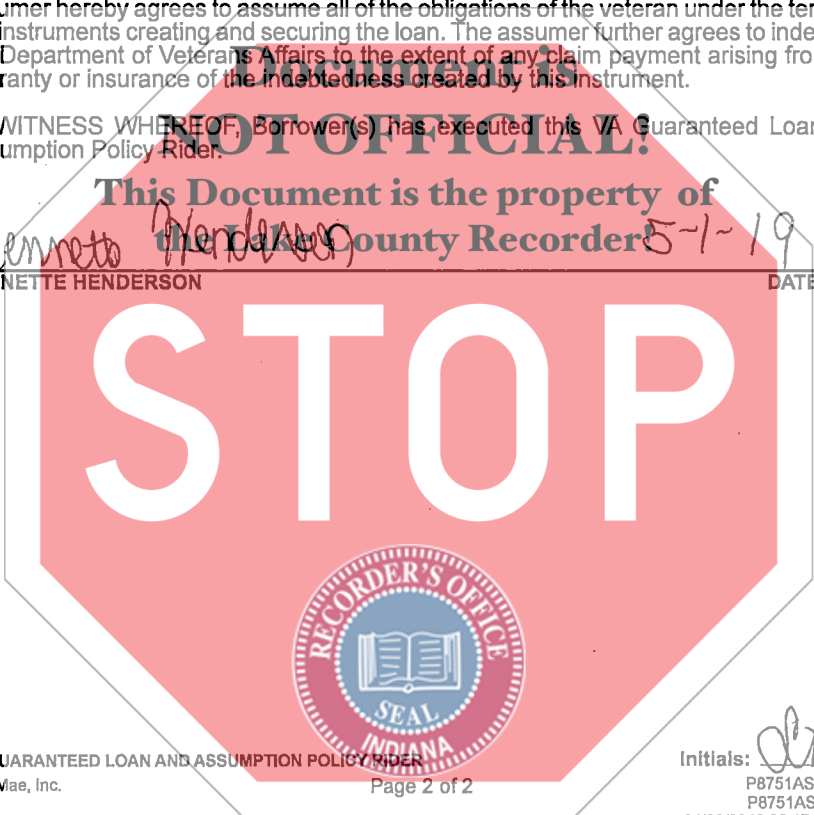 umer hereby agrees to assume all of the obligations of the veteran under the ter
instruments creating and securing the loan. The assumer further agrees to inde
Department of Veterans Affairs to the extent of any claim payment arising fro
ranty or insurance of the indebtedness created by this instrument.
Document is
WITNESS WHEREOF, Borrower(s) has executed this VA Guaranteed Loan
umption Policy Rider.
NOT OFFICIAL!
This Document is the property of
the Lake County Recorder!
ennette Henderson 5-1-19
NETTE HENDERSON DATE
STOP
RECORDER'S OFFICE
SEAL
INDIANA
UARANTEED LOAN AND ASSUMPTION POLICY RIDER Initials:
Mae, Inc. Page 2 of 2 P8751AS
P8751AS